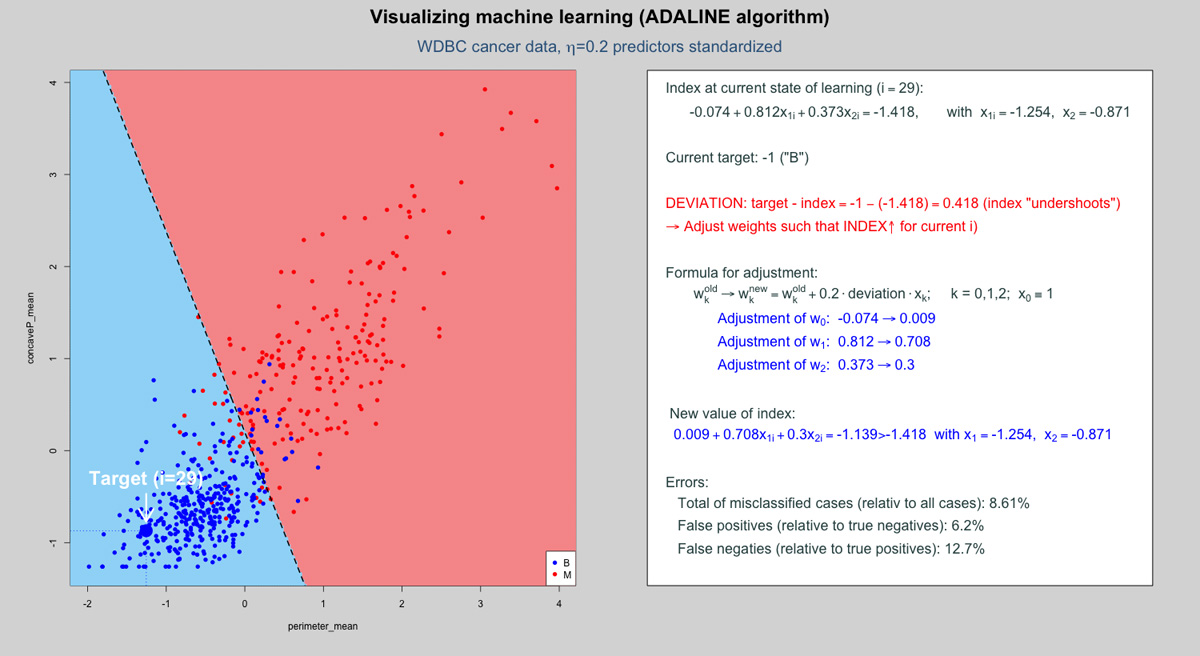 Visualizing machine learning (ADALINE algorithm)
WDBC cancer data, η=0.2 predictors standardized
concaveP_mean
4
3
2
1
0
-1
Target (i=29)
B
M
-2 -1 0 1 2 3 4
perimeter_mean
Index at current state of learning (i = 29):
-0.074 + 0.812x1i + 0.373x2i = -1.418, with x1i = -1.254, x2 = -0.871
Current target: -1 ("B")
DEVIATION: target - index = -1 − (-1.418) = 0.418 (index "undershoots")
→ Adjust weights such that INDEX↑ for current i)
Formula for adjustment:
wk^old → wk^new = wk^old + 0.2 · deviation · xk; k = 0,1,2; x0 ≡ 1
Adjustment of w0: -0.074 → 0.009
Adjustment of w1: 0.812 → 0.708
Adjustment of w2: 0.373 → 0.3
New value of index:
0.009 + 0.708x1i + 0.3x2i = -1.139>-1.418 with x1 = -1.254, x2 = -0.871
Errors:
Total of misclassified cases (relativ to all cases): 8.61%
False positives (relative to true negatives): 6.2%
False negaties (relative to true positives): 12.7%